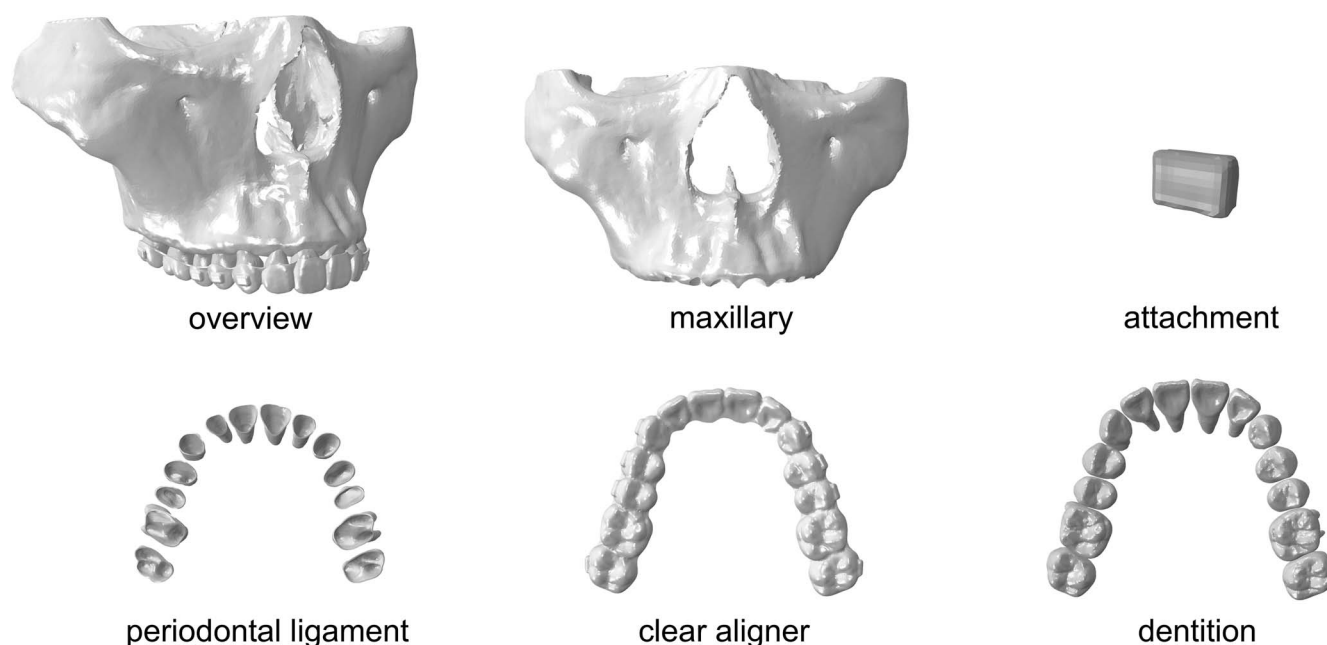 overview
maxillary
attachment
periodontal ligament
clear aligner
dentition